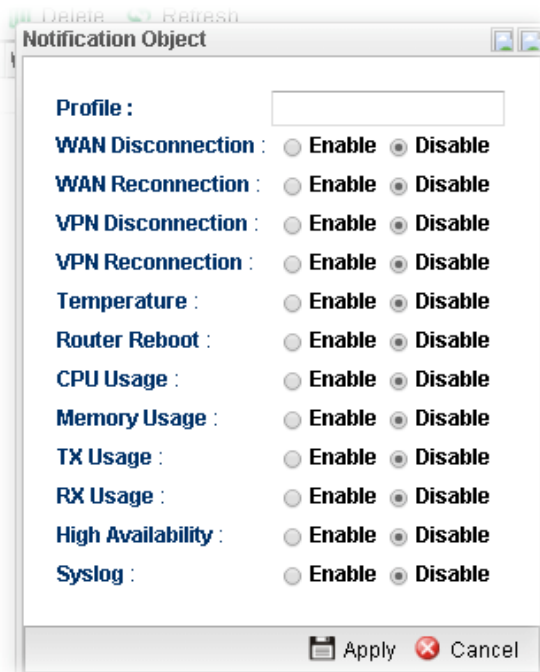 Delete Refresh
Notification Object
Profile :
WAN Disconnection : Enable Disable
WAN Reconnection : Enable Disable
VPN Disconnection : Enable Disable
VPN Reconnection : Enable Disable
Temperature : Enable Disable
Router Reboot : Enable Disable
CPU Usage : Enable Disable
Memory Usage : Enable Disable
TX Usage : Enable Disable
RX Usage : Enable Disable
High Availability : Enable Disable
Syslog : Enable Disable
Apply Cancel